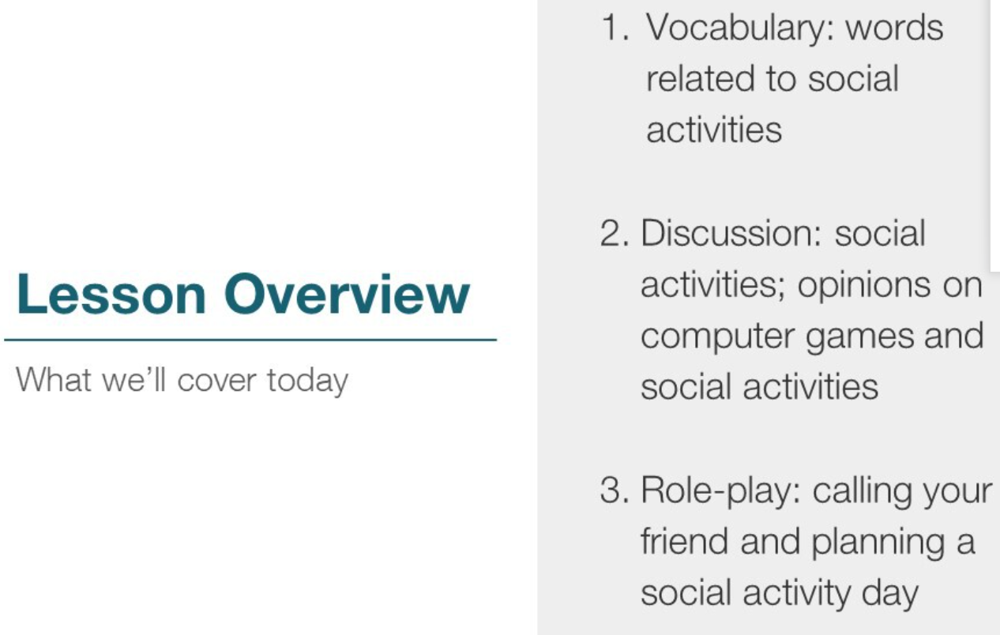 Lesson Overview
What we’ll cover today
1. Vocabulary: words
related to social
activities
2. Discussion: social
activities; opinions on
computer games and
social activities
3. Role-play: calling your
friend and planning a
social activity day